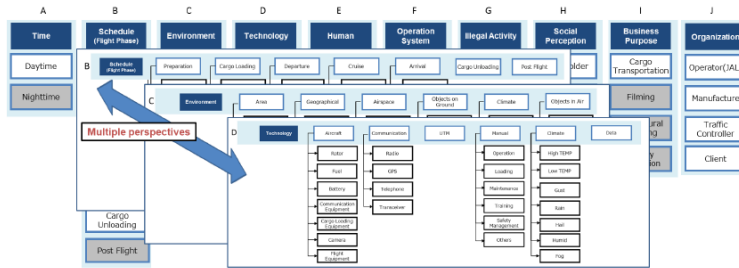 A B C D E F G H I J
Time
Schedule
(Flight Phase)
Environment
Technology
Human
Operation
System
Illegal Activity
Social
Perception
Business
Purpose
Organization
Daytime
Nighttime
Cargo
Unloading
Post Flight
Cargo
Transportation
Filming
Operator(JAL)
Manufacture
Traffic
Controller
Client
Multiple perspectives
B
Schedule
(Flight Phase)
Preparation
Cargo Loading
Departure
Cruise
Arrival
Cargo Unloading
Post Flight
C
Environment
Area
Geographical
Airspace
Objects on
Ground
Climate
Objects in Air
D
Technology
Aircraft
Communication
UTM
Manual
Climate
Data
Rotor
Fuel
Battery
Communication
Equipment
Cargo Loading
Equipment
Camera
Flight
Equipment
Radio
GPS
Telephone
Transceiver
Operation
Loading
Maintenance
Training
Safety
Management
Others
High TEMP
Low TEMP
Gust
Rain
Hail
Humid
Fog